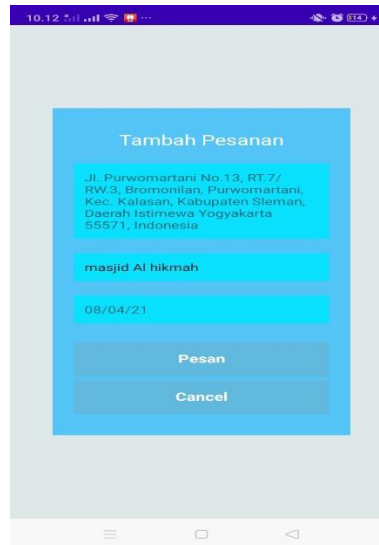 10.12
114
Tambah Pesanan
Jl. Purwomartani No.13, RT.7/
RW.3, Bromonilan, Purwomartani,
Kec. Kalasan, Kabupaten Sleman,
Daerah Istimewa Yogyakarta
55571, Indonesia
masjid Al hikmah
08/04/21
Pesan
Cancel